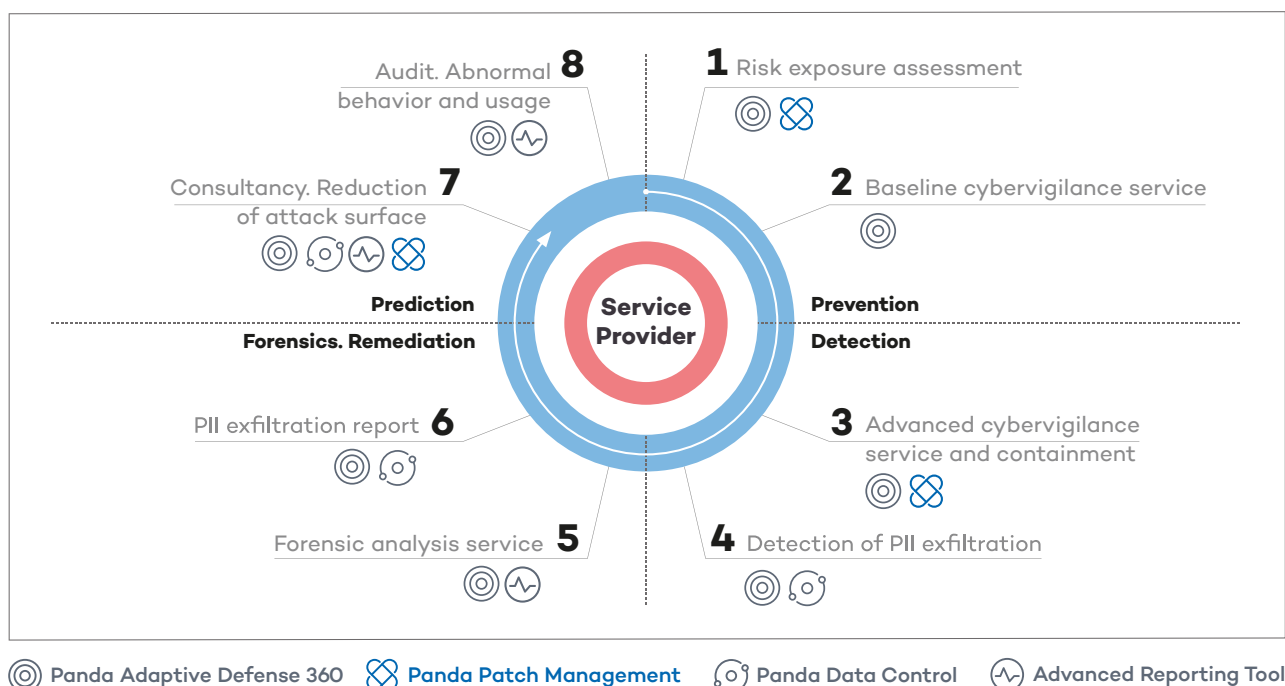 8
Audit. Abnormal
behavior and usage
1 Risk exposure assessment
Consultancy. Reduction 7
of attack surface
2 Baseline cybervigilance service
Prediction
Prevention
Service
Provider
Forensics. Remediation
Detection
PII exfiltration report 6
3 Advanced cybervigilance
service and containment
Forensic analysis service 5
4 Detection of PII exfiltration
Panda Adaptive Defense 360
Panda Patch Management
Panda Data Control
Advanced Reporting Tool